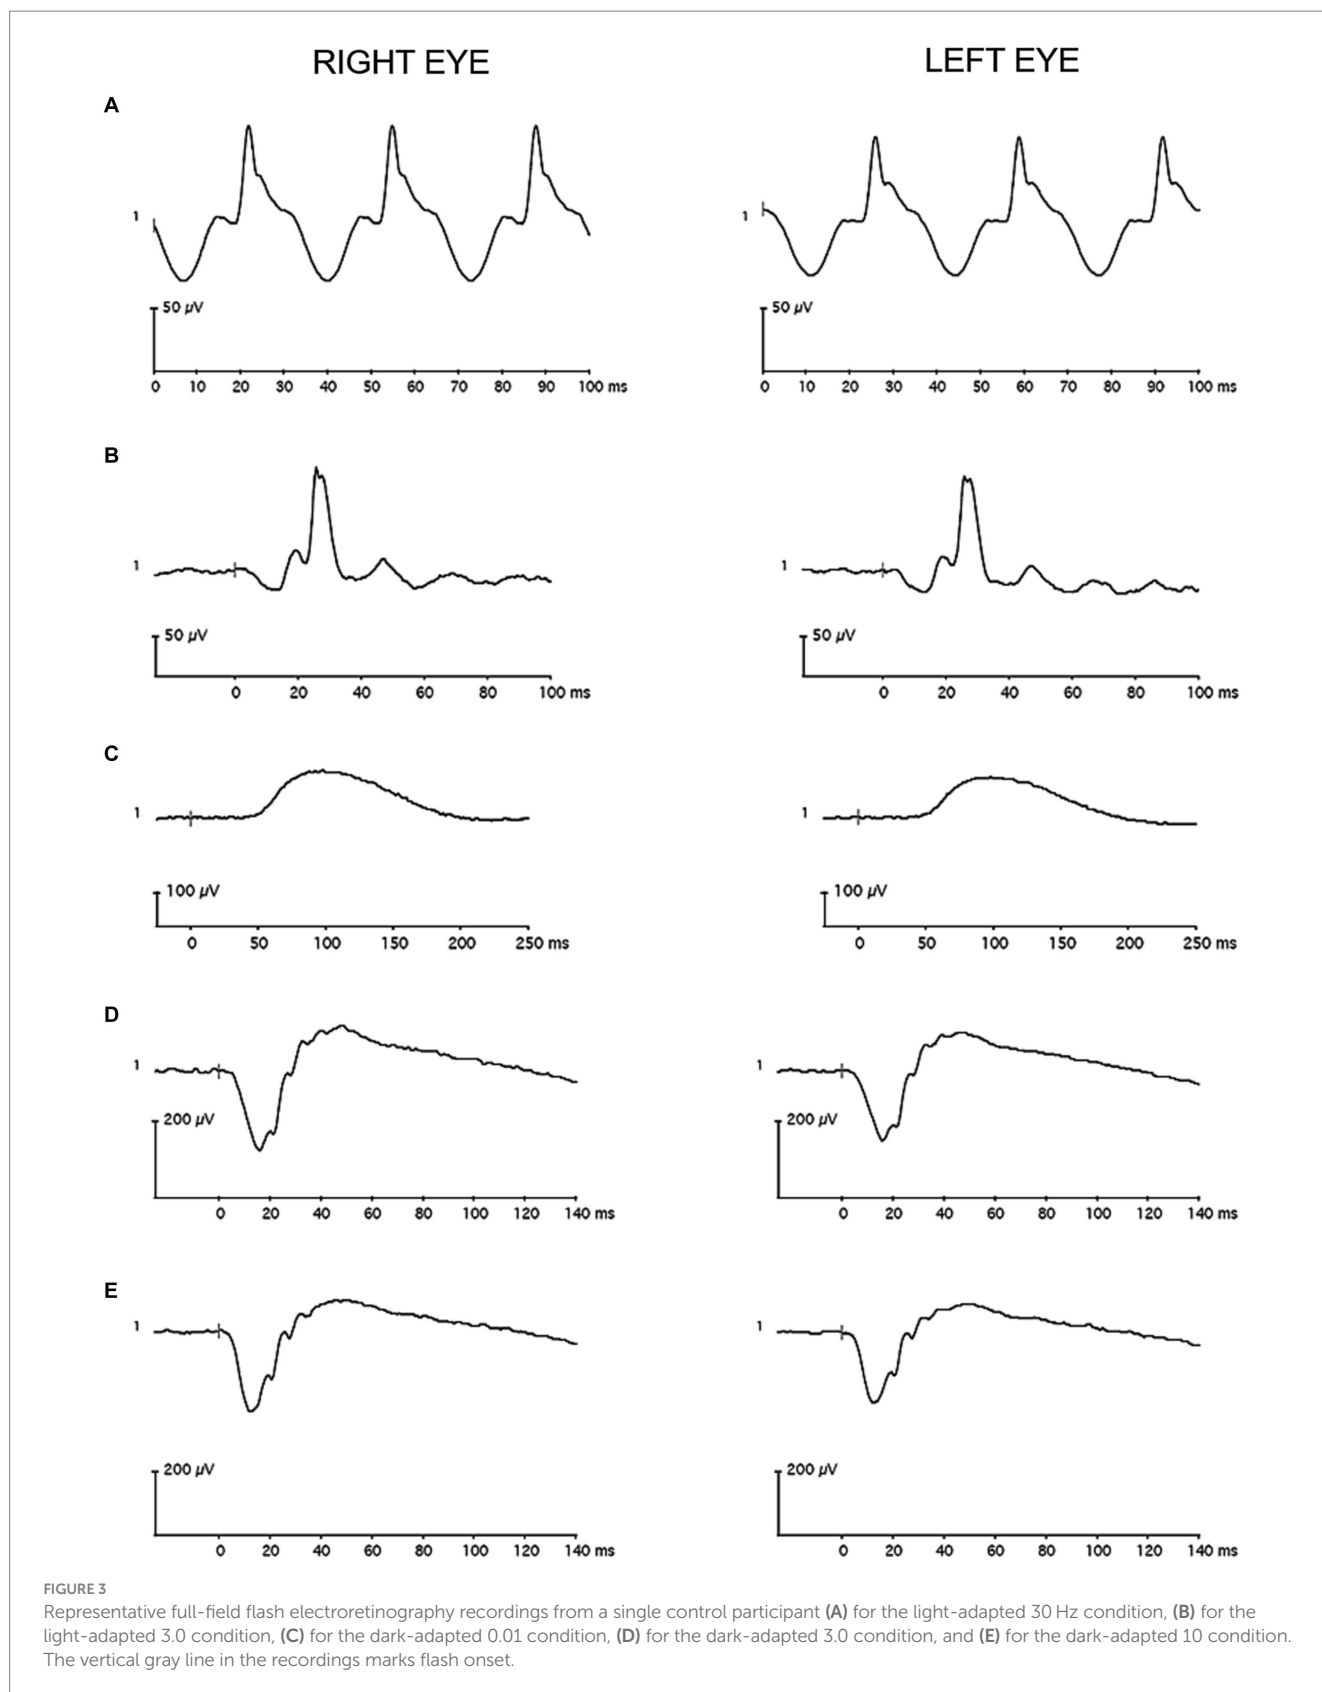 RIGHT EYE LEFT EYE
A
1 1
50 µV 50 µV
0 10 20 30 40 50 60 70 80 90 100 ms 0 10 20 30 40 50 60 70 80 90 100 ms
B
1 1
50 µV 50 µV
0 20 40 60 80 100 ms 0 20 40 60 80 100 ms
C
1 1
100 µV 100 µV
0 50 100 150 200 250 ms 0 50 100 150 200 250 ms
D
1 1
200 µV 200 µV
0 20 40 60 80 100 120 140 ms 0 20 40 60 80 100 120 140 ms
E
1 1
200 µV 200 µV
0 20 40 60 80 100 120 140 ms 0 20 40 60 80 100 120 140 ms
FIGURE 3
Representative full-field flash electroretinography recordings from a single control participant (A) for the light-adapted 30 Hz condition, (B) for the
light-adapted 3.0 condition, (C) for the dark-adapted 0.01 condition, (D) for the dark-adapted 3.0 condition, and (E) for the dark-adapted 10 condition.
The vertical gray line in the recordings marks flash onset.